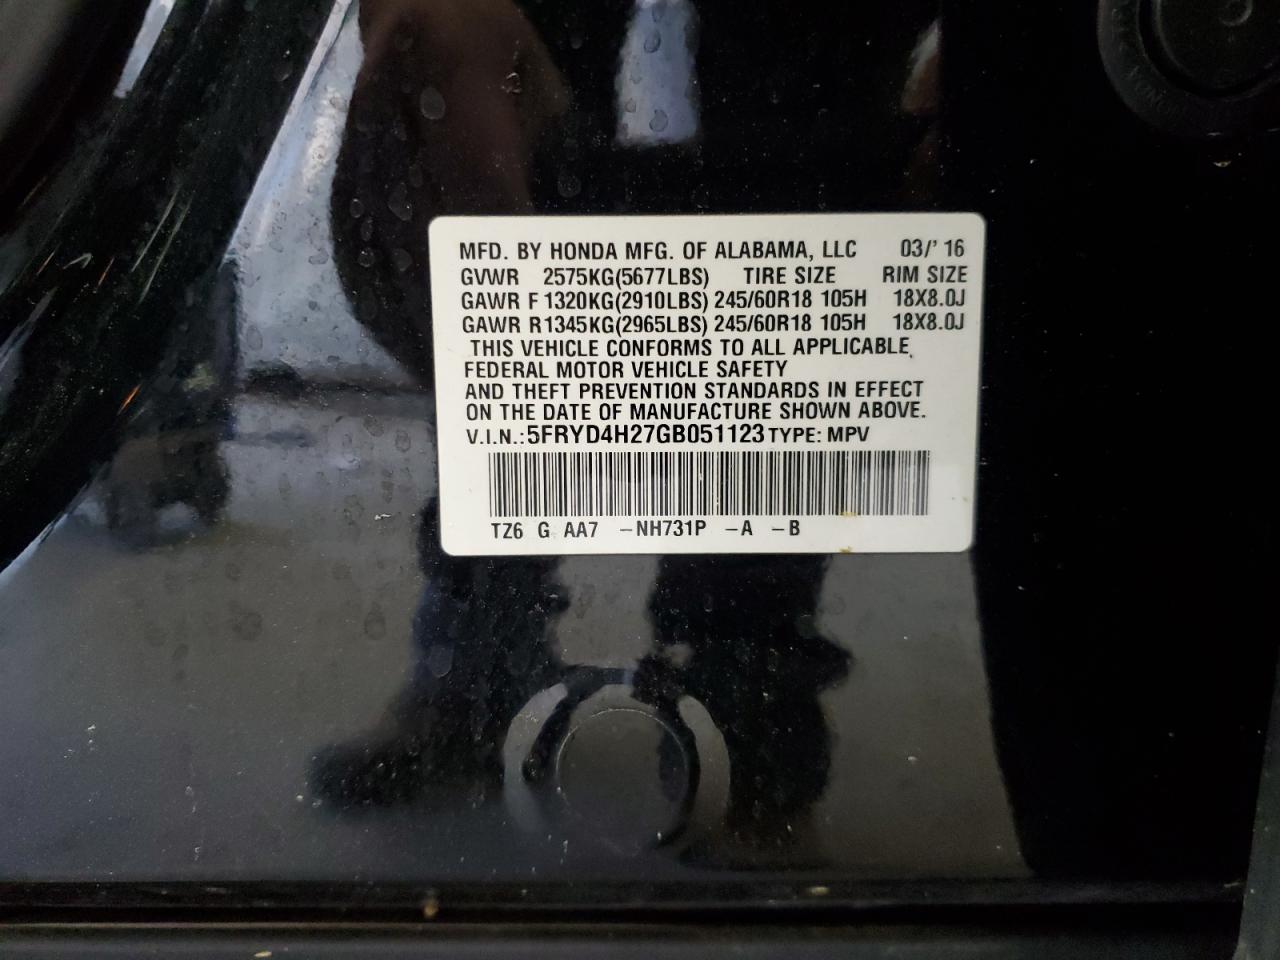 MFD. BY HONDA MFG. OF ALABAMA, LLC 03/'16
GVWR 2575KG(5677LBS) TIRE SIZE RIM SIZE
GAWR F 1320KG(2910LBS) 245/60R18 105H 18X8.0J
GAWR R1345KG(2965LBS) 245/60R18 105H 18X8.0J
THIS VEHICLE CONFORMS TO ALL APPLICABLE
FEDERAL MOTOR VEHICLE SAFETY
AND THEFT PREVENTION STANDARDS IN EFFECT
ON THE DATE OF MANUFACTURE SHOWN ABOVE.
V.I.N.:5FRYD4H27GB051123 TYPE: MPV
TZ6 G AA7 -NH731P -A -B